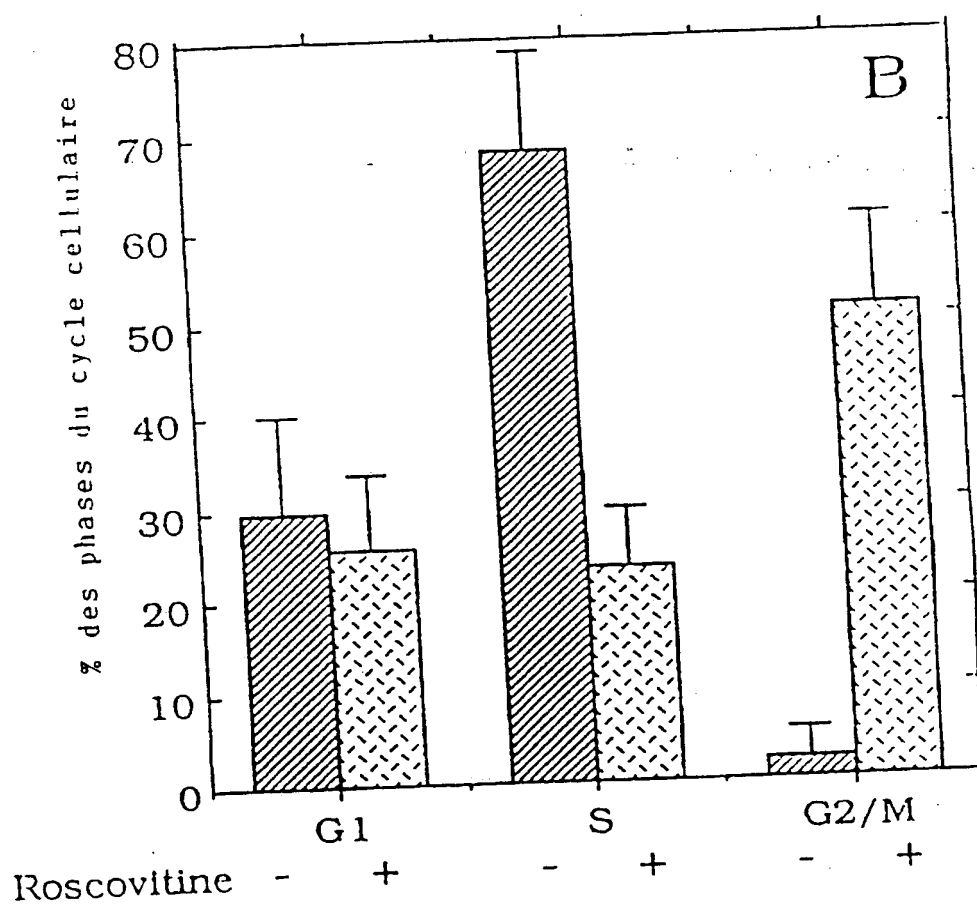 B
% des phases du cycle cellulaire
80
70
60
50
40
30
20
10
0
G1 S G2/M
Roscovitine - + - + - +